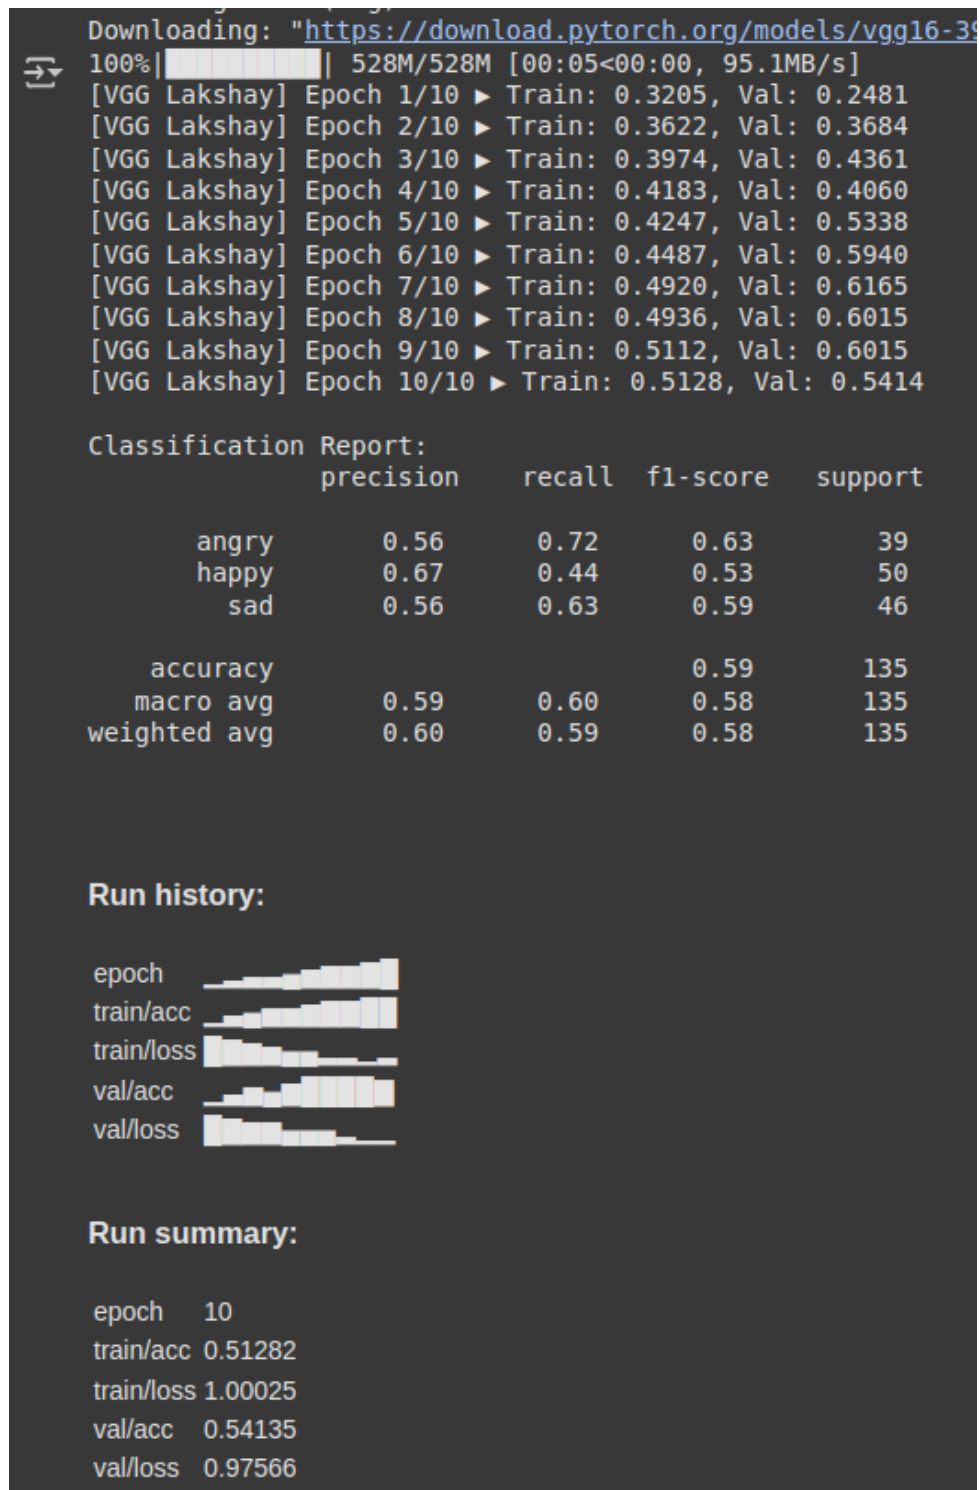 Downloading: "https://download.pytorch.org/models/vgg16-39
100%|██████████| 528M/528M [00:05<00:00, 95.1MB/s]
[VGG Lakshay] Epoch 1/10 ▶ Train: 0.3205, Val: 0.2481
[VGG Lakshay] Epoch 2/10 ▶ Train: 0.3622, Val: 0.3684
[VGG Lakshay] Epoch 3/10 ▶ Train: 0.3974, Val: 0.4361
[VGG Lakshay] Epoch 4/10 ▶ Train: 0.4183, Val: 0.4060
[VGG Lakshay] Epoch 5/10 ▶ Train: 0.4247, Val: 0.5338
[VGG Lakshay] Epoch 6/10 ▶ Train: 0.4487, Val: 0.5940
[VGG Lakshay] Epoch 7/10 ▶ Train: 0.4920, Val: 0.6165
[VGG Lakshay] Epoch 8/10 ▶ Train: 0.4936, Val: 0.6015
[VGG Lakshay] Epoch 9/10 ▶ Train: 0.5112, Val: 0.6015
[VGG Lakshay] Epoch 10/10 ▶ Train: 0.5128, Val: 0.5414
Classification Report:
precision recall f1-score support
angry 0.56 0.72 0.63 39
happy 0.67 0.44 0.53 50
sad 0.56 0.63 0.59 46
accuracy 0.59 135
macro avg 0.59 0.60 0.58 135
weighted avg 0.60 0.59 0.58 135
Run history:
epoch
train/acc
train/loss
val/acc
val/loss
Run summary:
epoch 10
train/acc 0.51282
train/loss 1.00025
val/acc 0.54135
val/loss 0.97566